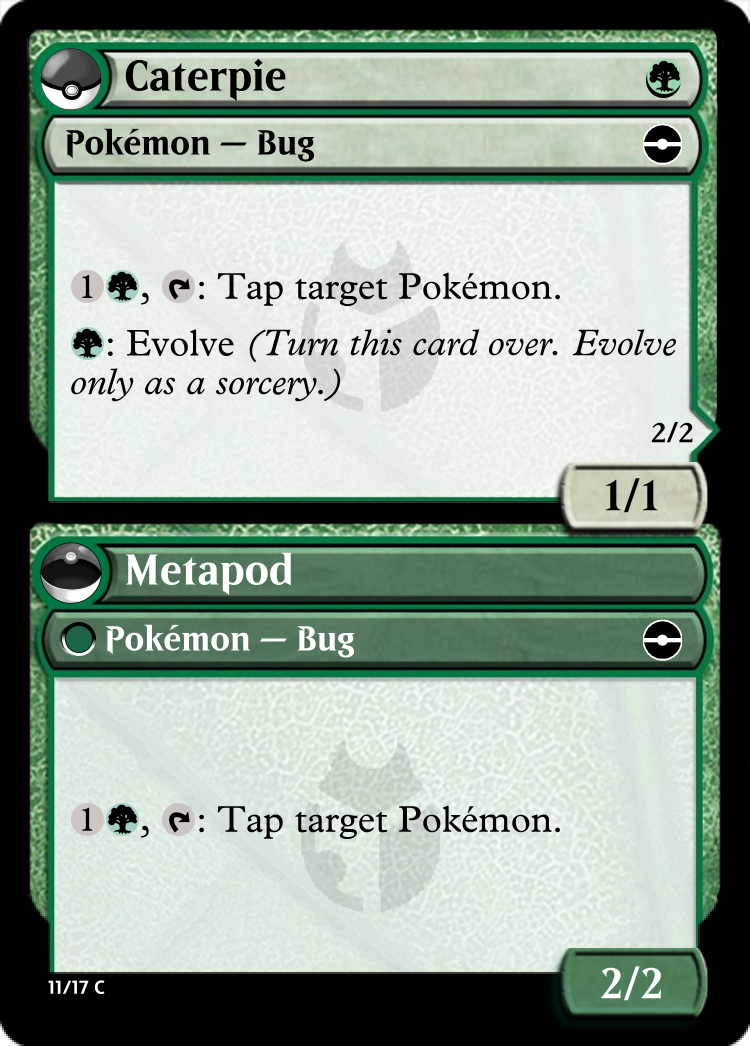 Caterpie
Pokémon — Bug
1, : Tap target Pokémon.
: Evolve (Turn this card over. Evolve
only as a sorcery.)
2/2
1/1
Metapod
Pokémon — Bug
1, : Tap target Pokémon.
11/17 C
2/2